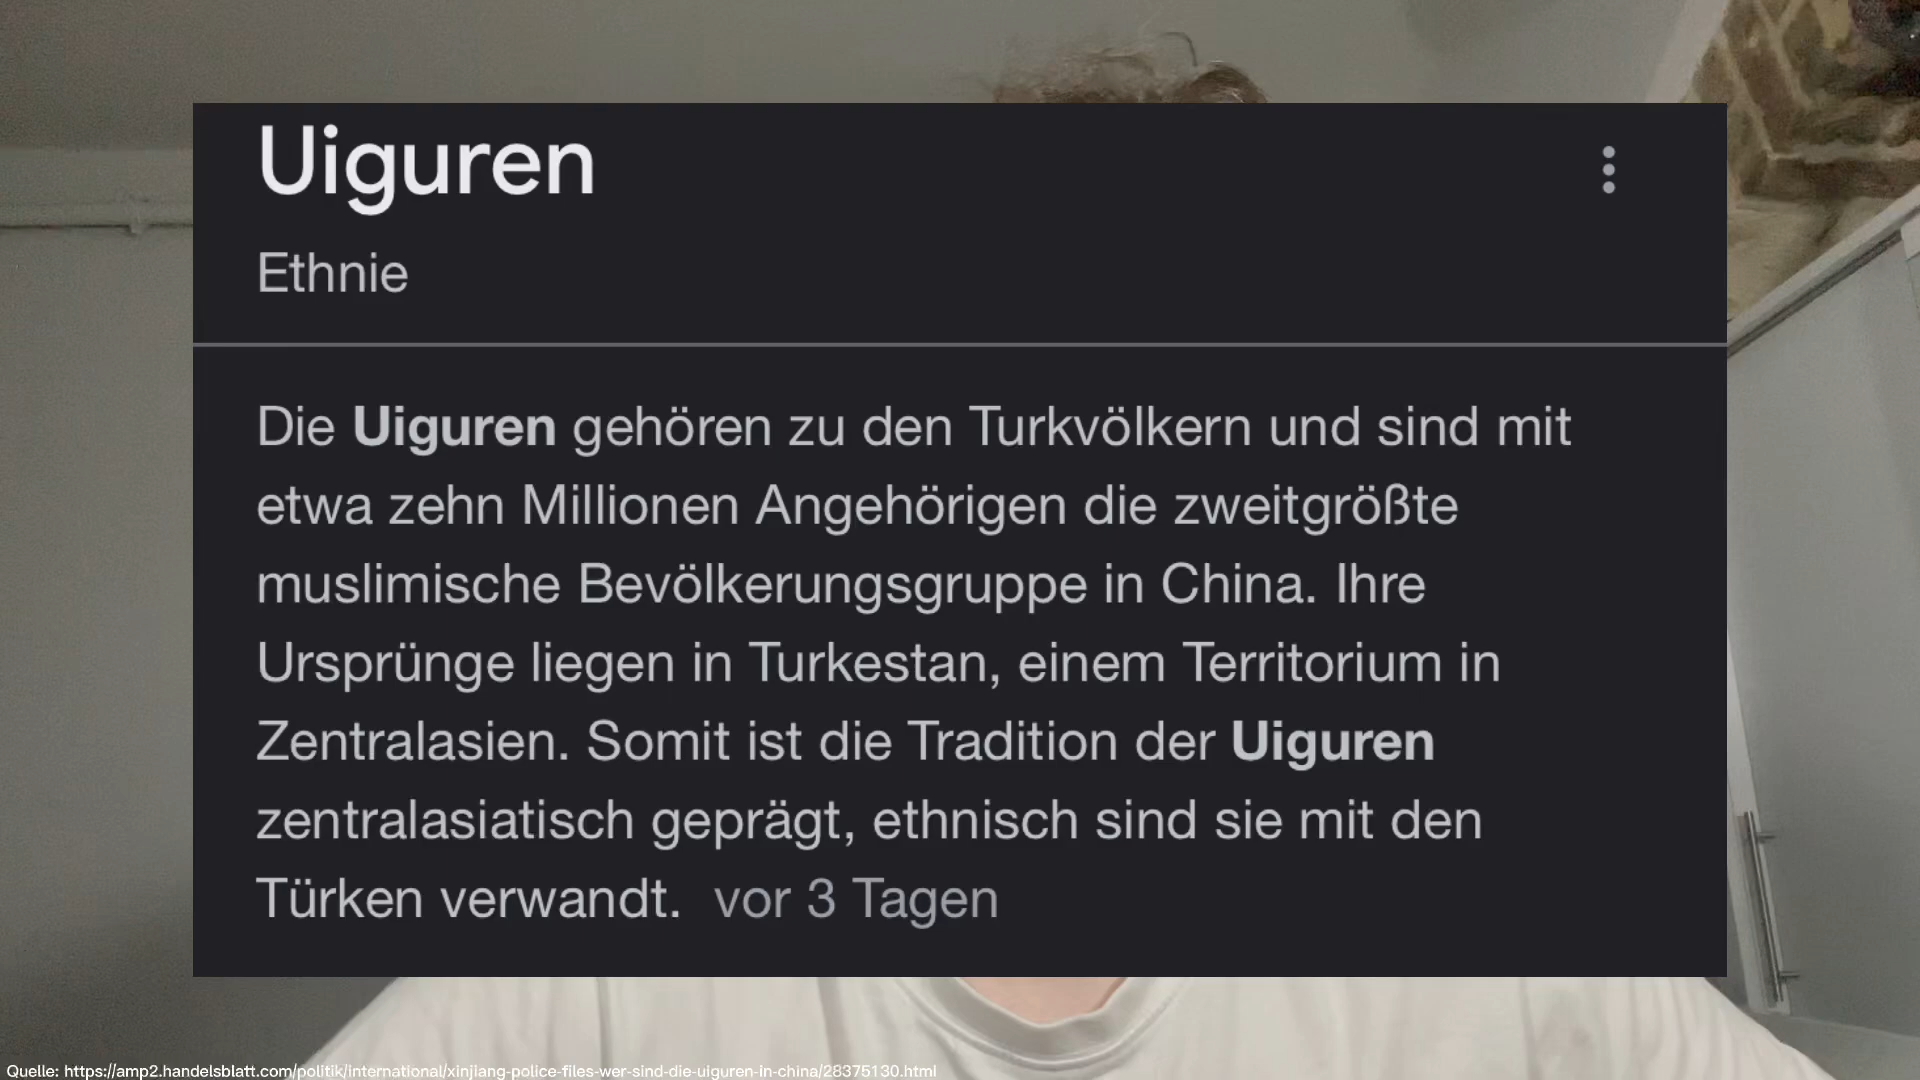 Uiguren
Ethnie
Die Uiguren gehören zu den Turkvölkern und sind mit
etwa zehn Millionen Angehörigen die zweitgrößte
muslimische Bevölkerungsgruppe in China. Ihre
Ursprünge liegen in Turkestan, einem Territorium in
Zentralasien. Somit ist die Tradition der Uiguren
zentralasiatisch geprägt, ethnisch sind sie mit den
Türken verwandt. vor 3 Tagen
Quelle: https://amp2.handelsblatt.com/politik/international/xinjiang-police-files-wer-sind-die-uiguren-in-china/28375130.html